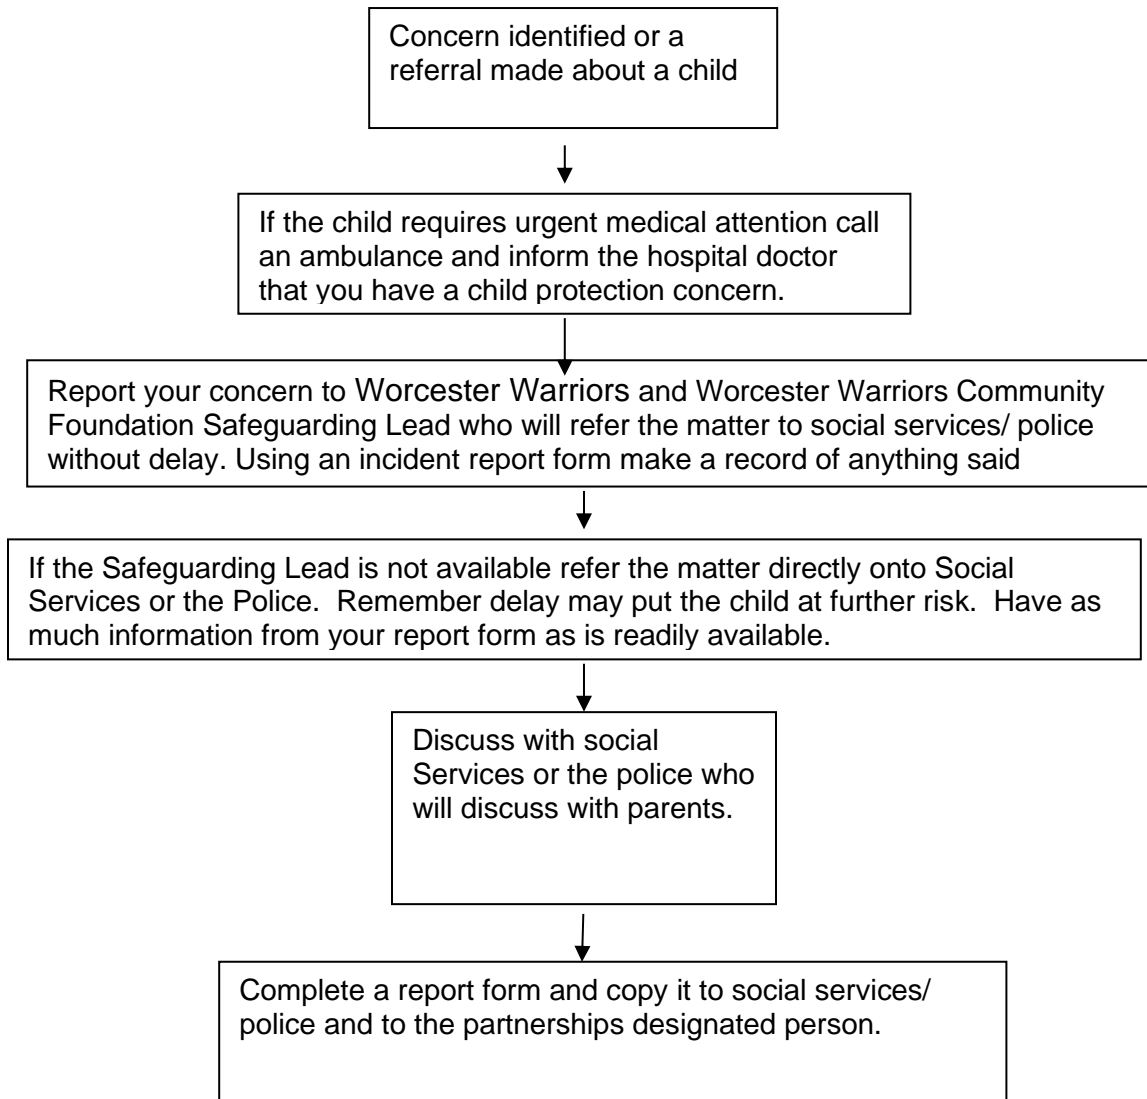 Concern identified or a
referral made about a child
If the child requires urgent medical attention call
an ambulance and inform the hospital doctor
that you have a child protection concern.
Report your concern to Worcester Warriors and Worcester Warriors Community
Foundation Safeguarding Lead who will refer the matter to social services/ police
without delay. Using an incident report form make a record of anything said
If the Safeguarding Lead is not available refer the matter directly onto Social
Services or the Police.  Remember delay may put the child at further risk.  Have as
much information from your report form as is readily available.
Discuss with social
Services or the police who
will discuss with parents.
Complete a report form and copy it to social services/
police and to the partnerships designated person.